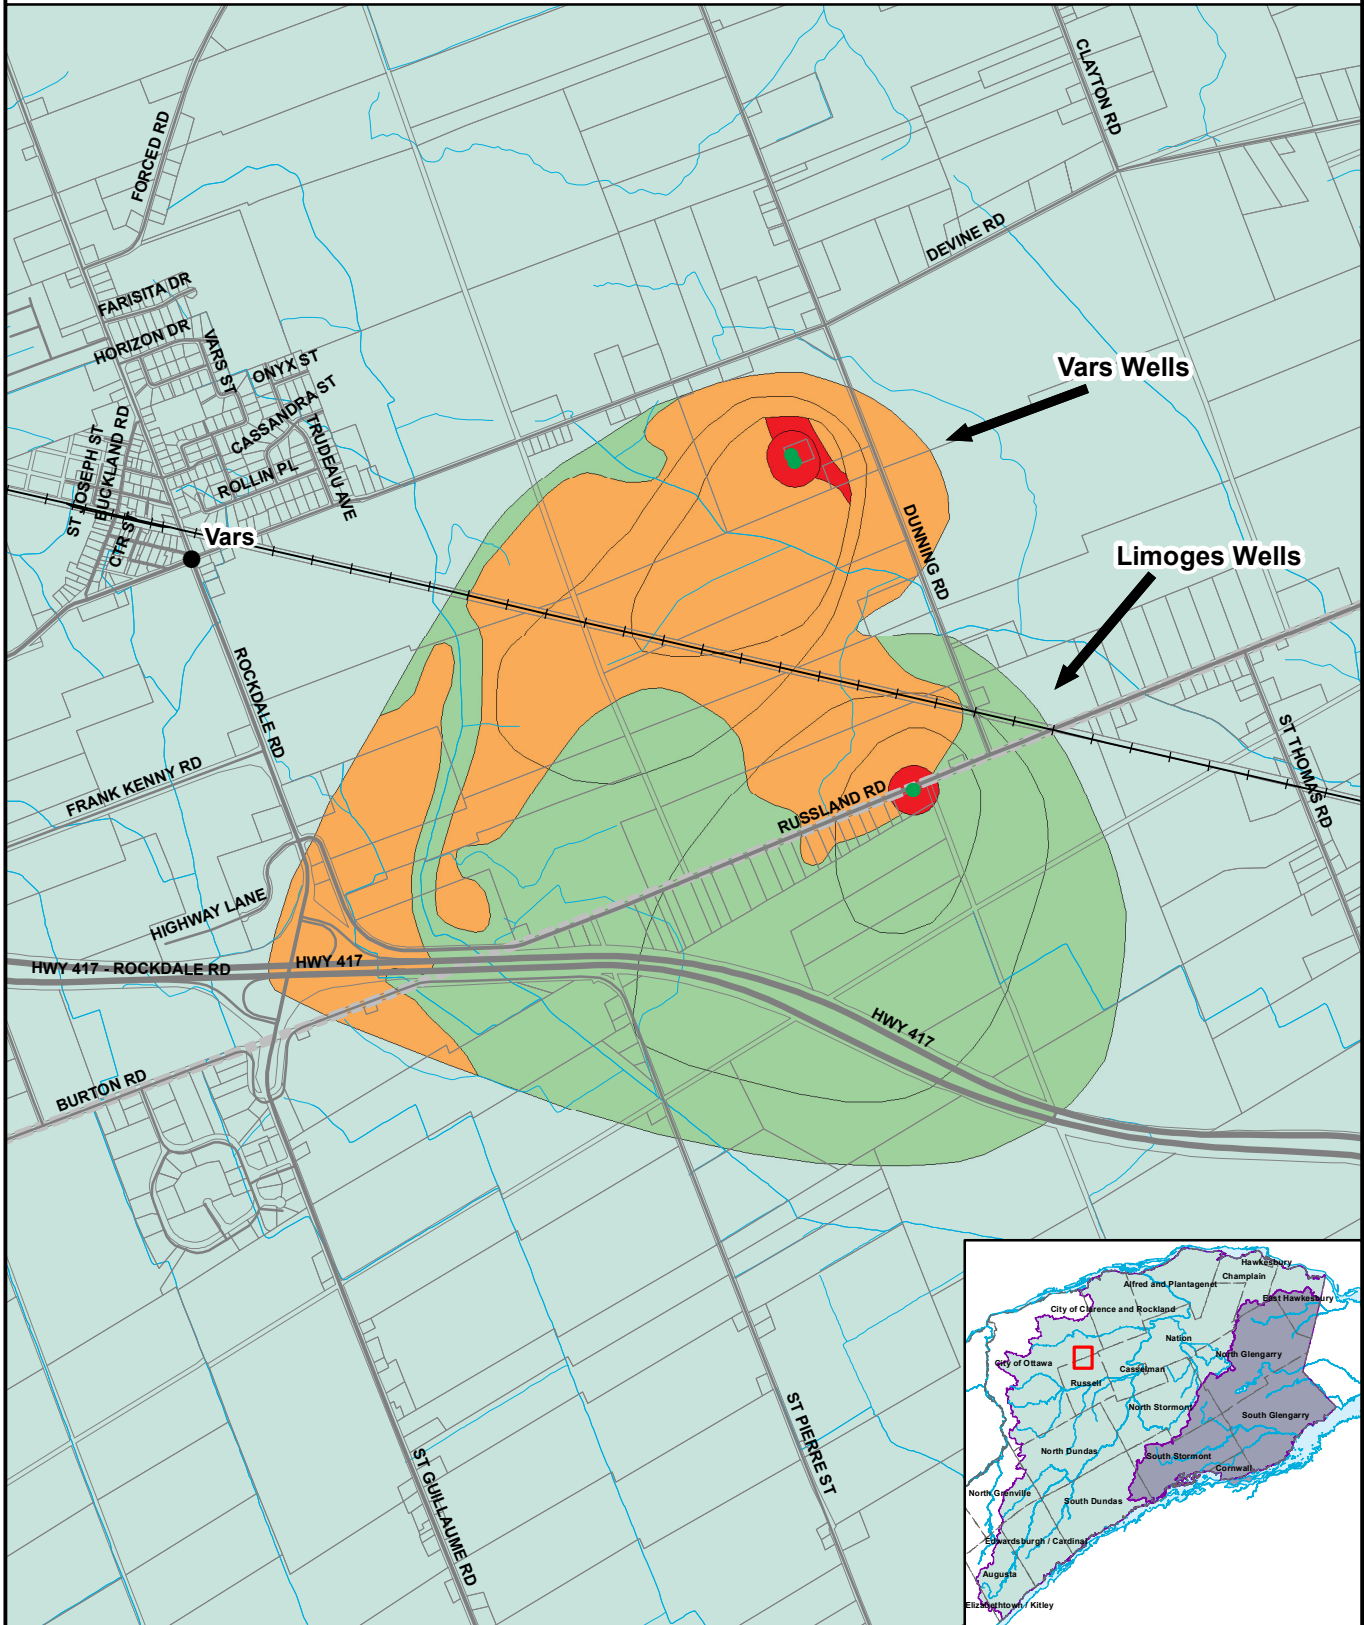 CLAYTON RD
FORCED RD
DEVINE RD
FARISITA DR
HORIZON DR
VARS ST
ONYX ST
CASSANDRA ST
Vars Wells
ST JOSEPH ST
BUCKLAND RD
TRUDEAU AVE
ROLLIN PL
CTR ST
Vars
DUNNING RD
Limoges Wells
ROCKDALE RD
FRANK KENNY RD
RUSSLAND RD
ST THOMAS RD
HIGHWAY LANE
HWY 417 - ROCKDALE RD
HWY 417
HWY 417
BURTON RD
ST PIERRE ST
ST GUILLAUME RD
Hawkesbury
Champlain
Alfred and Plantagenet
East Hawkesbury
City of Clarence and Rockland
Nation
North Glengarry
City of Ottawa
Casselman
Russell
North Stormont
South Glengarry
North Dundas
South Stormont
Cornwall
North Grenville
South Dundas
Edwardsburgh / Cardinal
Augusta
Elizabethtown / Kitley